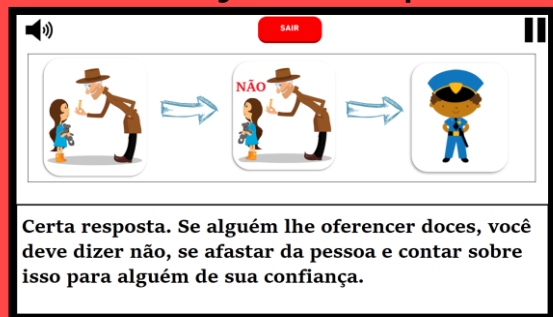 SAIR
NÃO
Certa resposta. Se alguém lhe oferencer doces, você
deve dizer não, se afastar da pessoa e contar sobre
isso para alguém de sua confiança.